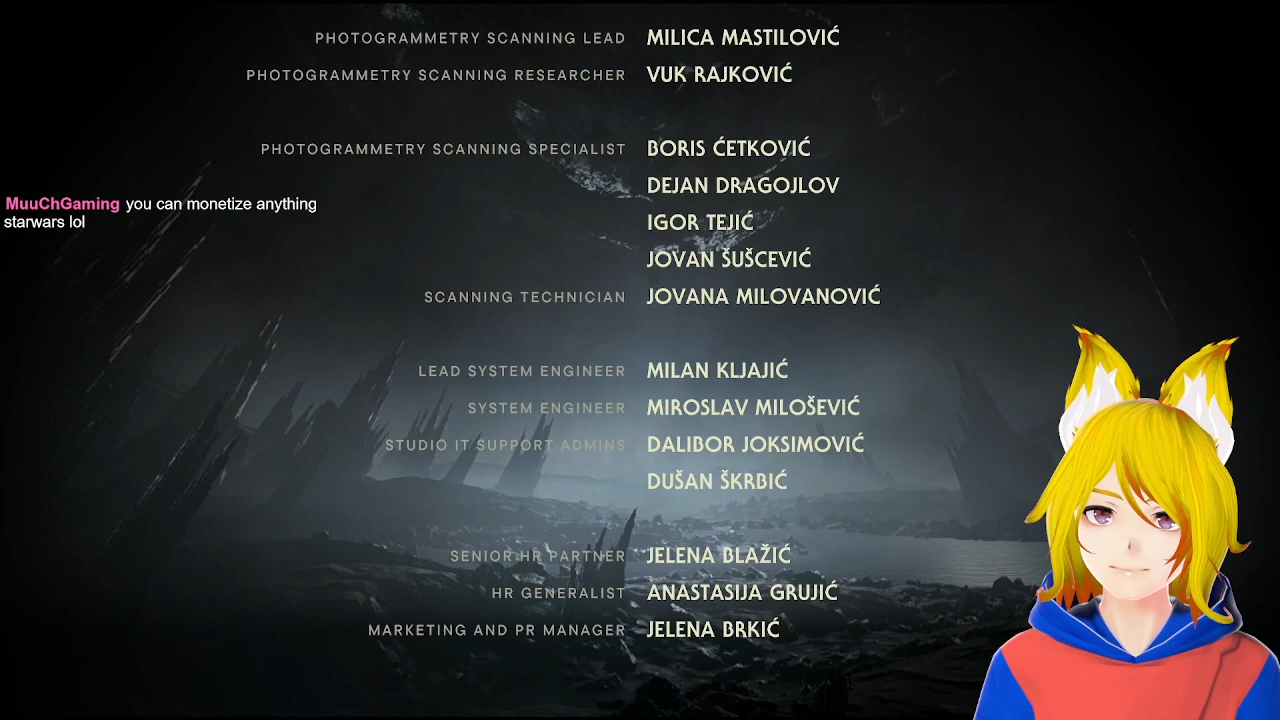 PHOTOGRAMMETRY SCANNING LEAD MILICA MASTILOVIĆ
PHOTOGRAMMETRY SCANNING RESEARCHER VUK RAJKOVIĆ
PHOTOGRAMMETRY SCANNING SPECIALIST BORIS ĆETKOVIĆ
DEJAN DRAGOJLOV
MuuChGaming you can monetize anything
starwars lol
IGOR TEJIĆ
JOVAN ŠUŠCEVIĆ
SCANNING TECHNICIAN JOVANA MILOVANOVIĆ
LEAD SYSTEM ENGINEER MILAN KLJAJIĆ
SYSTEM ENGINEER MIROSLAV MILOŠEVIĆ
STUDIO IT SUPPORT ADMINS DALIBOR JOKSIMOVIĆ
DUŠAN ŠKRBIĆ
SENIOR HR PARTNER JELENA BLAŽIĆ
HR GENERALIST ANASTASIJA GRUJIĆ
MARKETING AND PR MANAGER JELENA BRKIĆ